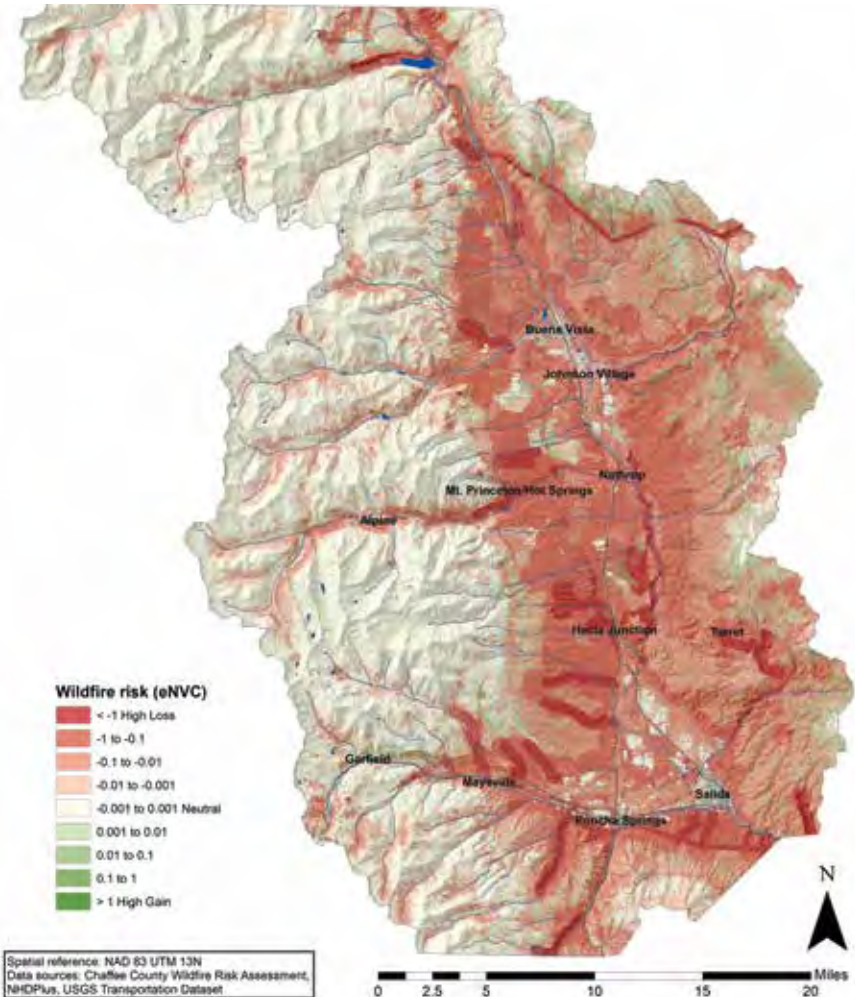 Buena Vista
Johnson Village
Nathrop
Mt. Princeton Hot Springs
Alpine
Hecla Junction
Turret
Wildfire risk (eNVC)
< -1 High Loss
-1 to -0.1
-0.1 to -0.01
-0.01 to -0.001
-0.001 to 0.001 Neutral
0.001 to 0.01
0.01 to 0.1
0.1 to 1
> 1 High Gain
Garfield
Maysville
Salida
Poncha Springs
N
Spatial reference: NAD 83 UTM 13N
Data sources: Chaffee County Wildfire Risk Assessment,
NHDPlus, USGS Transportation Dataset
Miles
0 2.5 5 10 15 20